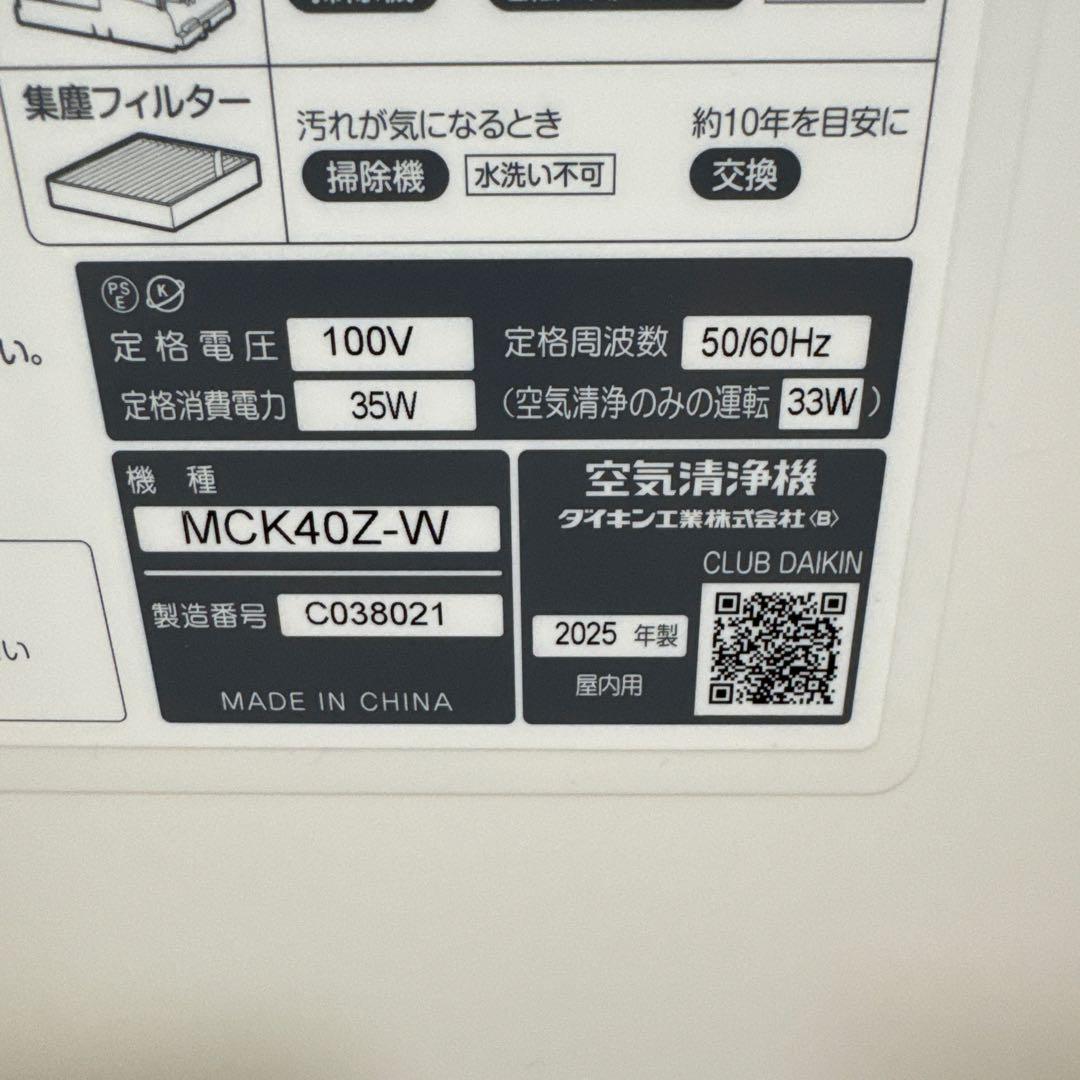 集塵フィルター
汚れが気になるとき
約10年を目安に
掃除機 水洗い不可
交換
PS
E
K
い。
定格電圧 100V 定格周波数 50/60Hz
定格消費電力 35W (空気清浄のみの運転 33W)
機 種
MCK40Z-W
製造番号 C038021
MADE IN CHINA
空気清浄機
ダイキン工業株式会社〈B〉
CLUB DAIKIN
2025 年製
屋内用
い